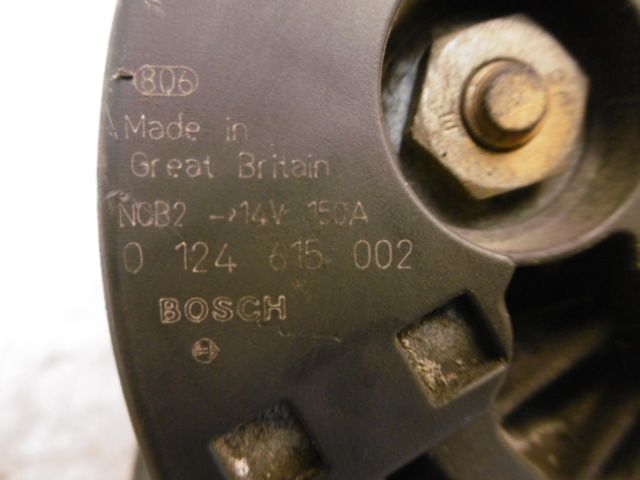 806
Made in
Great Britain
NCB2 →14V 150A
0 124 615 002
BOSCH